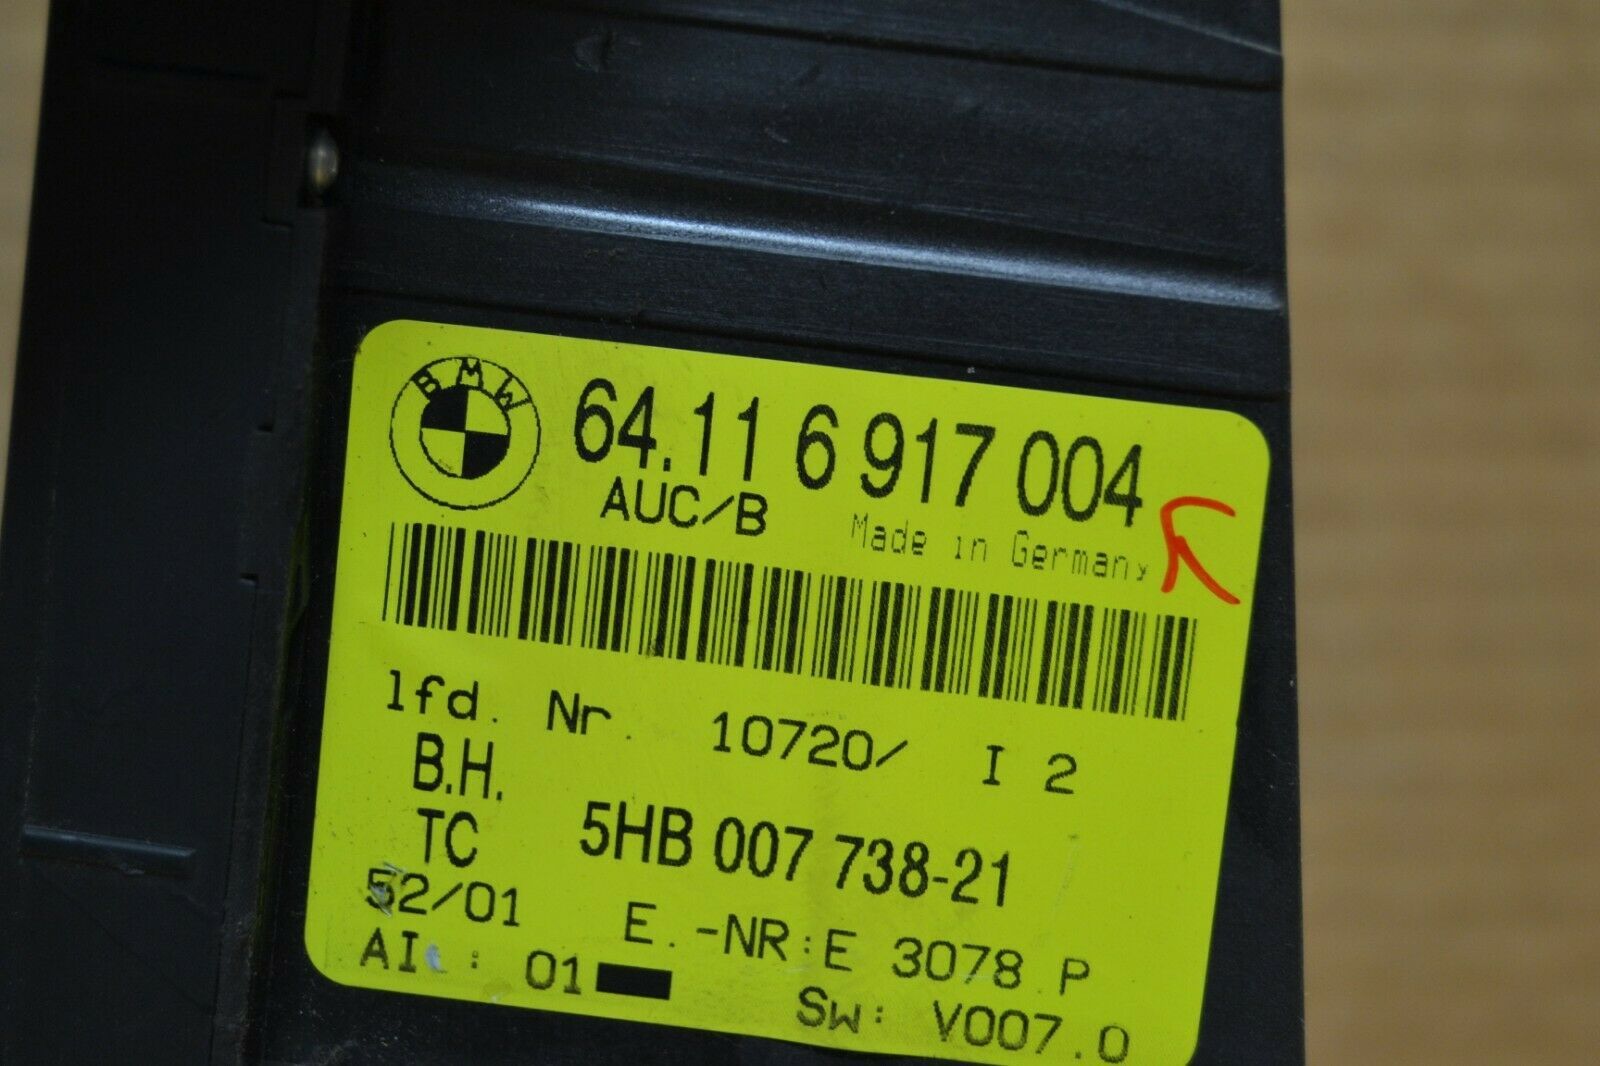 BMW
64.11 6 917 004
AUC/B
Made in Germany
lfd. Nr. 10720/ I 2
B.H.
TC 5HB 007 738-21
52/01 E.-NR:E 3078.P
AI : 01
Sw: V007.0